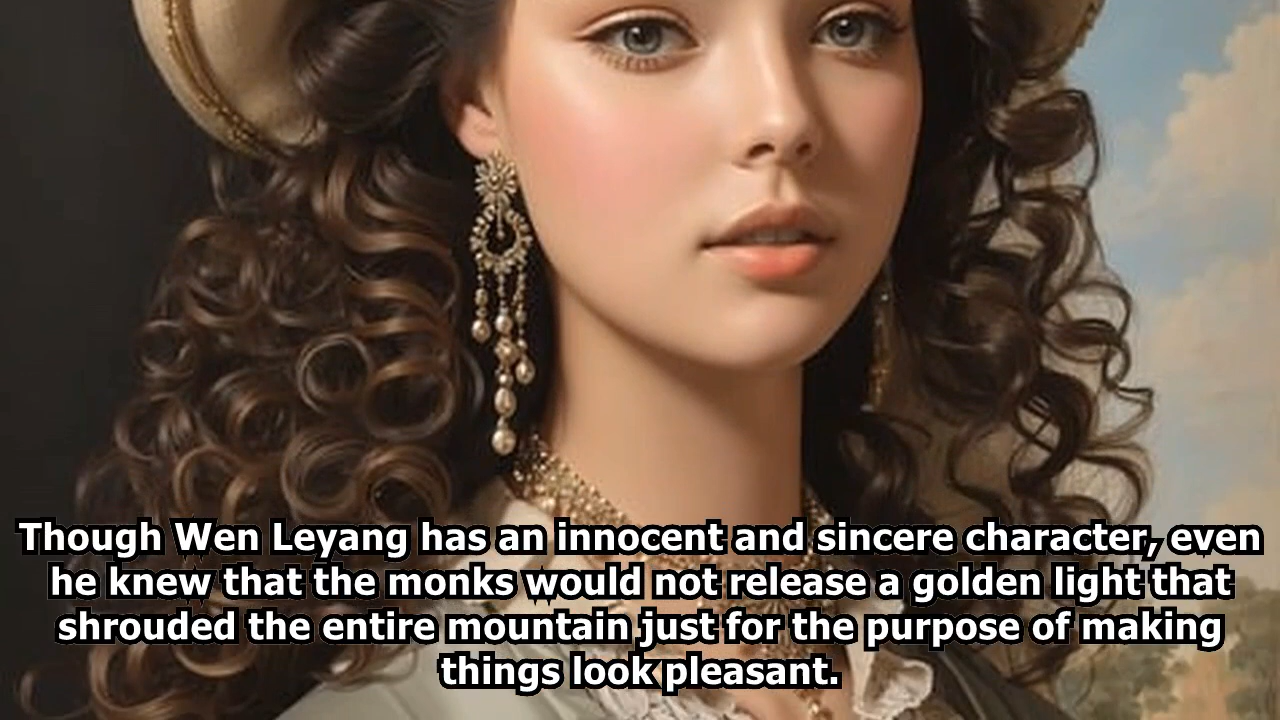 Though Wen Leyang has an innocent and sincere character, even
he knew that the monks would not release a golden light that
shrouded the entire mountain just for the purpose of making
things look pleasant.